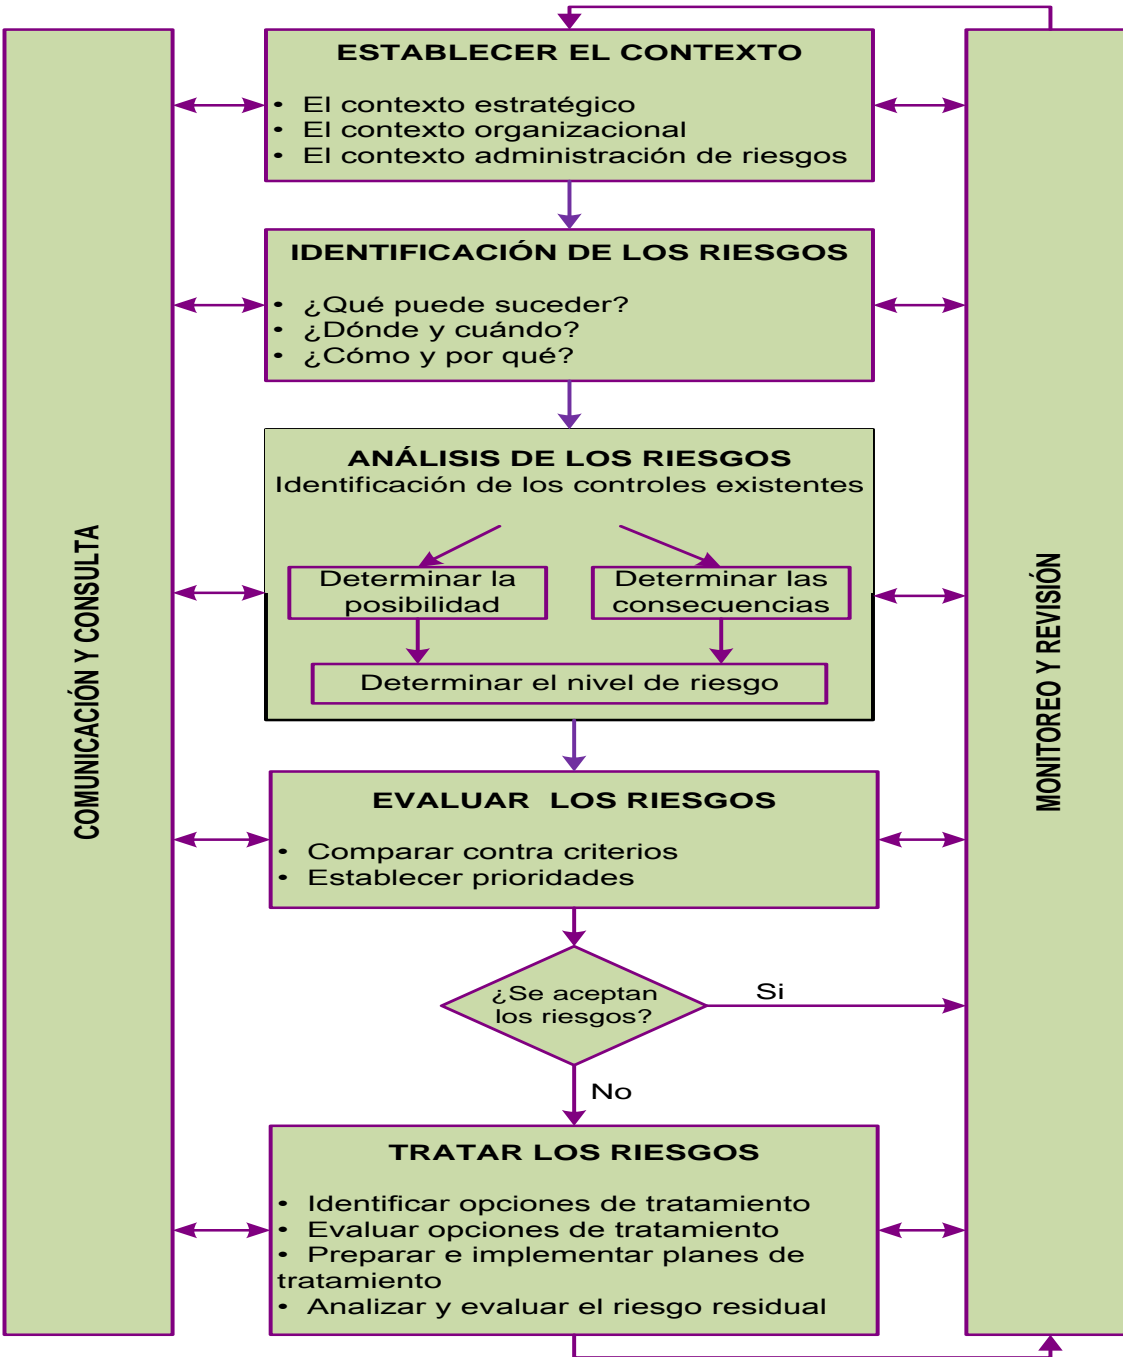 ESTABLECER EL CONTEXTO
• El contexto estratégico
• El contexto organizacional
• El contexto administración de riesgos
IDENTIFICACIÓN DE LOS RIESGOS
• ¿Qué puede suceder?
• ¿Dónde y cuándo?
• ¿Cómo y por qué?
ANÁLISIS DE LOS RIESGOS
Identificación de los controles existentes
Determinar la
posibilidad
Determinar las
consecuencias
Determinar el nivel de riesgo
EVALUAR  LOS RIESGOS
• Comparar contra criterios
• Establecer prioridades
¿Se aceptan
los riesgos?
Si
No
TRATAR LOS RIESGOS
• Identificar opciones de tratamiento
• Evaluar opciones de tratamiento
• Preparar e implementar planes de
tratamiento
• Analizar y evaluar el riesgo residual
COMUNICACIÓN Y CONSULTA
MONITOREO Y REVISIÓN